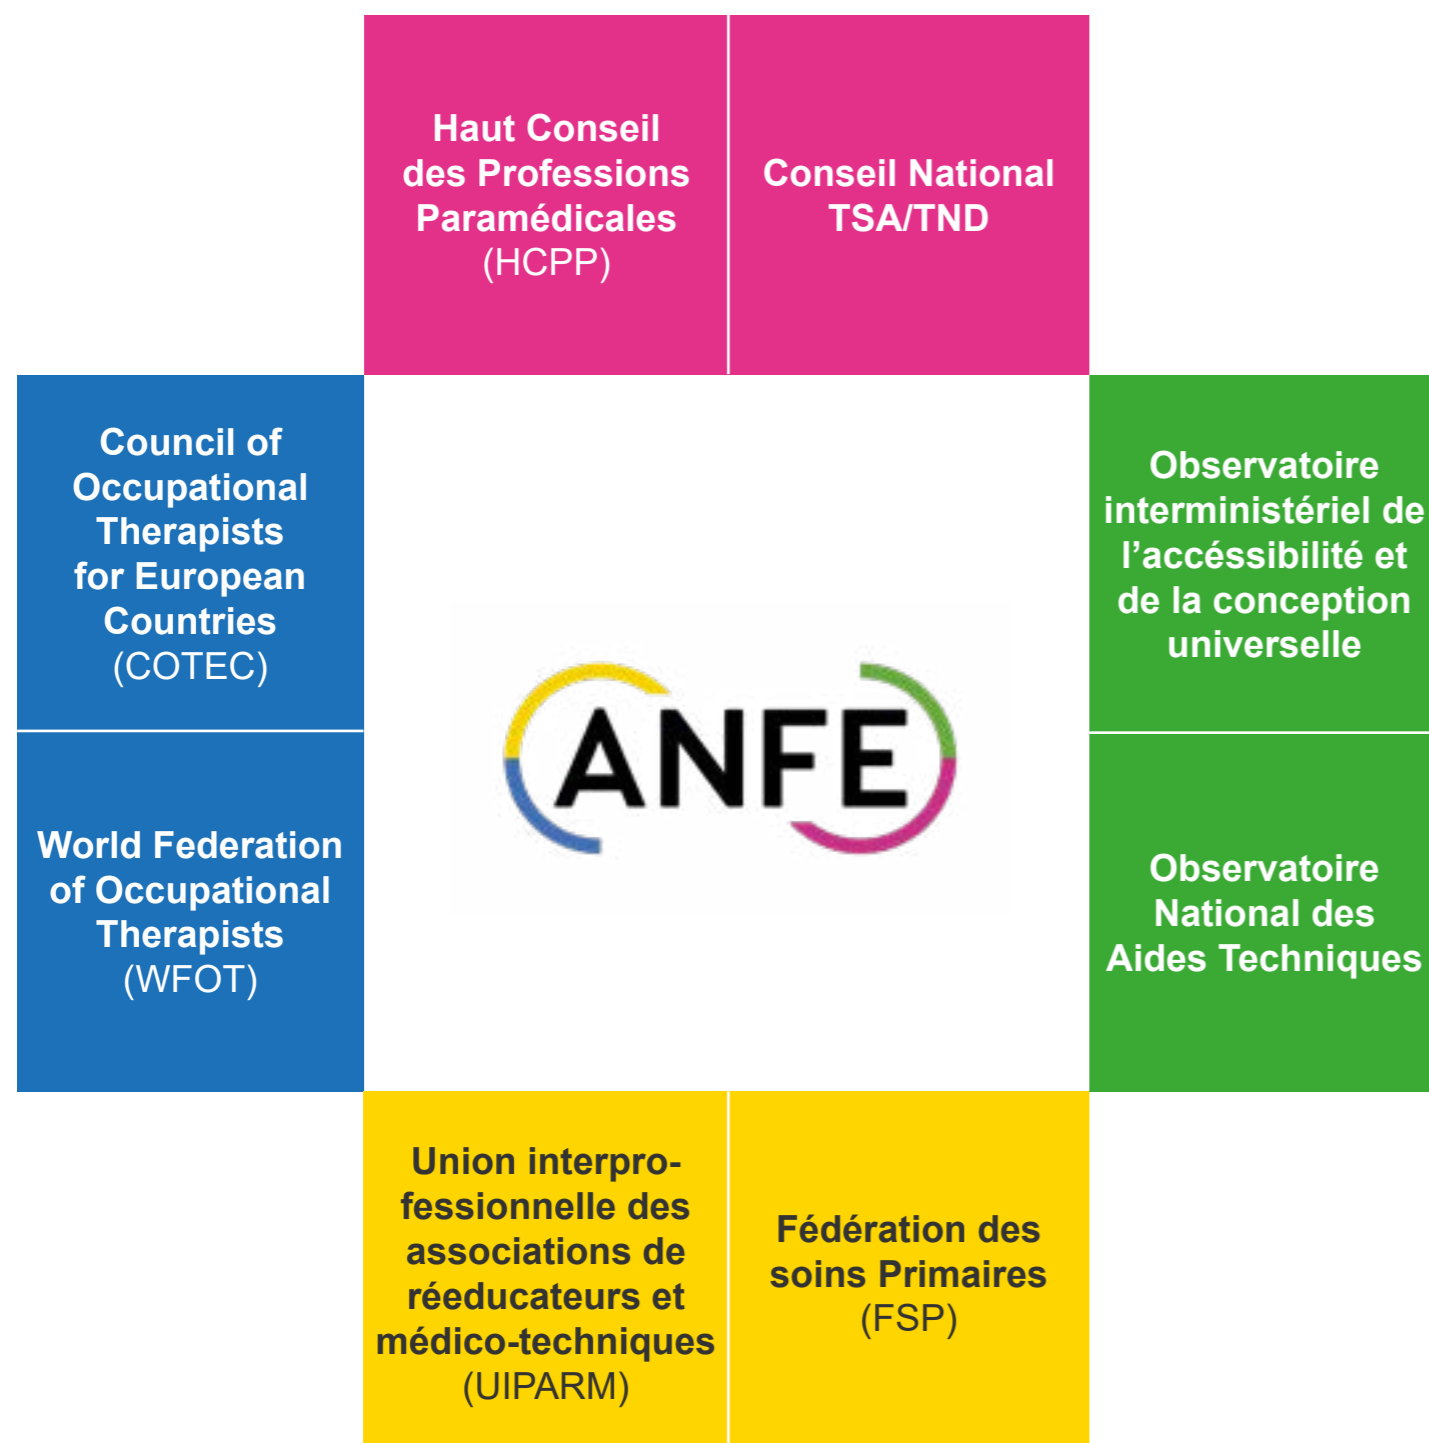 Haut Conseil
des Professions
Paramédicales
(HCPP)
Conseil National
TSA/TND
Council of
Occupational
Therapists
for European
Countries
(COTEC)
World Federation
of Occupational
Therapists
(WFOT)
ANFE
Observatoire
interministériel de
l’accéssibilité et
de la conception
universelle
Observatoire
National des
Aides Techniques
Union interpro-
fessionnelle des
associations de
réeducateurs et
médico-techniques
(UIPARM)
Fédération des
soins Primaires
(FSP)